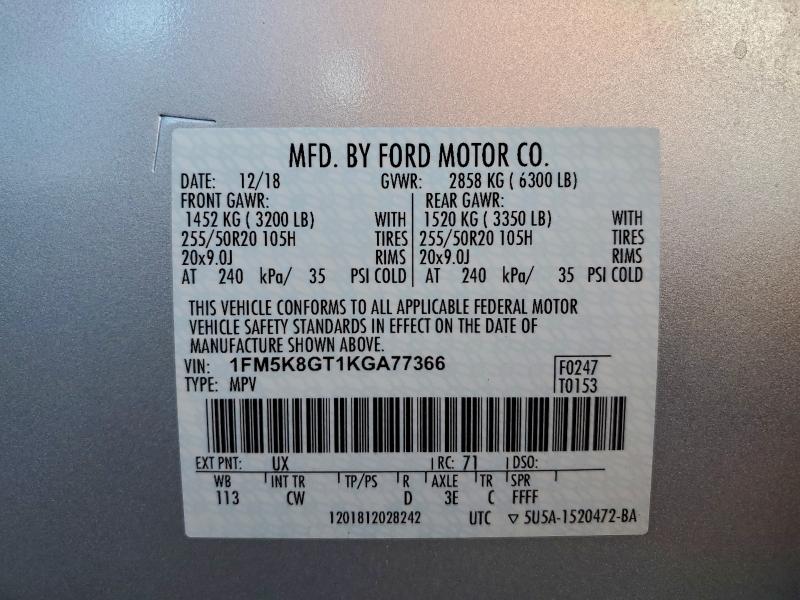 MFD. BY FORD MOTOR CO.
DATE: 12/18 GVWR: 2858 KG ( 6300 LB)
FRONT GAWR: REAR GAWR:
1452 KG ( 3200 LB) WITH 1520 KG ( 3350 LB) WITH
255/50R20 105H TIRES 255/50R20 105H TIRES
20x9.0J RIMS 20x9.0J RIMS
AT 240 kPa/ 35 PSI COLD AT 240 kPa/ 35 PSI COLD
THIS VEHICLE CONFORMS TO ALL APPLICABLE FEDERAL MOTOR
VEHICLE SAFETY STANDARDS IN EFFECT ON THE DATE OF
MANUFACTURE SHOWN ABOVE.
VIN: 1FM5K8GT1KGA77366 F0247
TYPE: MPV T0153
EXT PNT: UX RC: 71 DSO:
WB INT TR TP/PS R AXLE TR SPR
113 CW D 3E C FFFF
1201812028242 UTC ▽ 5U5A-1520472-BA